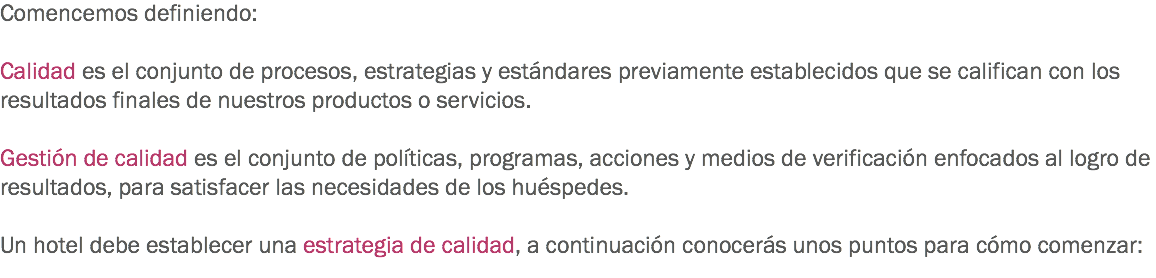 Comencemos definiendo:
Calidad es el conjunto de procesos, estrategias y estándares previamente establecidos que se califican con los
resultados finales de nuestros productos o servicios.
Gestión de calidad es el conjunto de políticas, programas, acciones y medios de verificación enfocados al logro de
resultados, para satisfacer las necesidades de los huéspedes.
Un hotel debe establecer una estrategia de calidad, a continuación conocerás unos puntos para cómo comenzar: